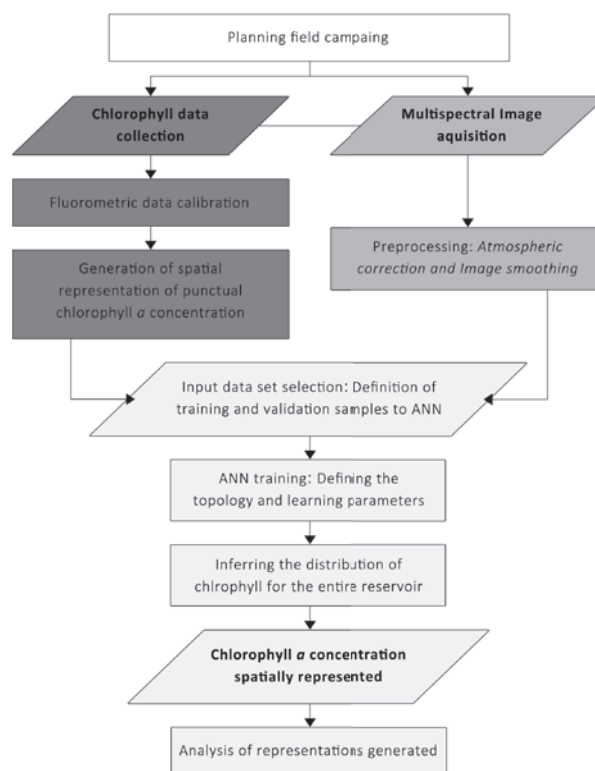 Planning field campaing
Chlorophyll data
collection
Multispectral Image
aquisition
Fluorometric data calibration
Generation of spatial
representation of punctual
chlorophyll a concentration
Preprocessing: Atmospheric
correction and Image smoothing
Input data set selection: Definition of
training and validation samples to ANN
ANN training: Defining the
topology and learning parameters
Inferring the distribution of
chlrophyll for the entire reservoir
Chlorophyll a concentration
spatially represented
Analysis of representations generated